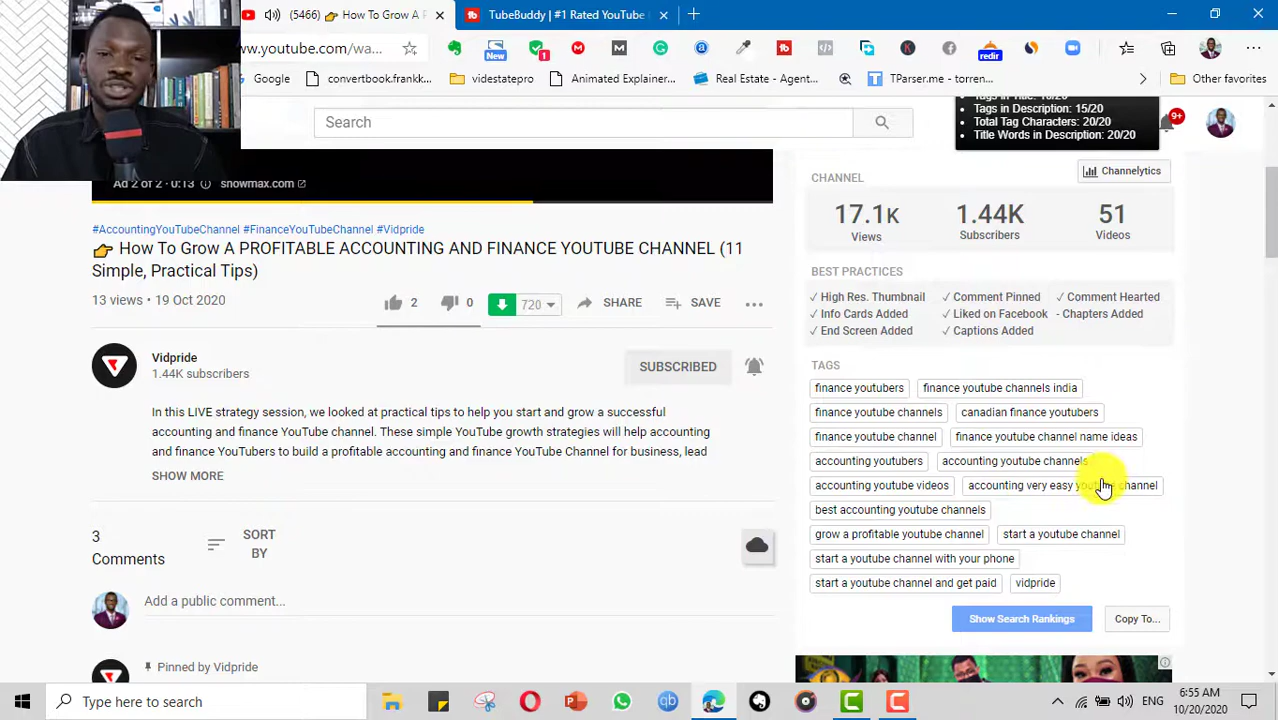 (5466) 👉 How To Grow A P
TubeBuddy | #1 Rated YouTube
w.youtube.com/wa...
New
1
redir
Google
convertbook.frankk...
videstatepro
Animated Explainer...
Real Estate - Agent...
TParser.me - torren...
Other favorites
Search
9+
Tags in Description: 15/20
Total Tag Characters: 20/20
Title Words in Description: 20/20
Ad 2 of 2 · 0:13 snowmax.com
#AccountingYouTubeChannel #FinanceYouTubeChannel #Vidpride
👉 How To Grow A PROFITABLE ACCOUNTING AND FINANCE YOUTUBE CHANNEL (11
Simple, Practical Tips)
13 views • 19 Oct 2020
2
0
720
SHARE
SAVE
Vidpride
1.44K subscribers
SUBSCRIBED
In this LIVE strategy session, we looked at practical tips to help you start and grow a successful
accounting and finance YouTube channel. These simple YouTube growth strategies will help accounting
and finance YouTubers to build a profitable accounting and finance YouTube Channel for business, lead
SHOW MORE
3
Comments
SORT
BY
Add a public comment...
Pinned by Vidpride
CHANNEL
Channelytics
17.1K
1.44K
51
Views
Subscribers
Videos
BEST PRACTICES
✓ High Res. Thumbnail
✓ Comment Pinned
✓ Comment Hearted
✓ Info Cards Added
✓ Liked on Facebook
- Chapters Added
✓ End Screen Added
✓ Captions Added
TAGS
finance youtubers
finance youtube channels india
finance youtube channels
canadian finance youtubers
finance youtube channel
finance youtube channel name ideas
accounting youtubers
accounting youtube channels
accounting youtube videos
accounting very easy youtube channel
best accounting youtube channels
grow a profitable youtube channel
start a youtube channel
start a youtube channel with your phone
start a youtube channel and get paid
vidpride
Show Search Rankings
Copy To...
Type here to search
ENG
6:55 AM
10/20/2020